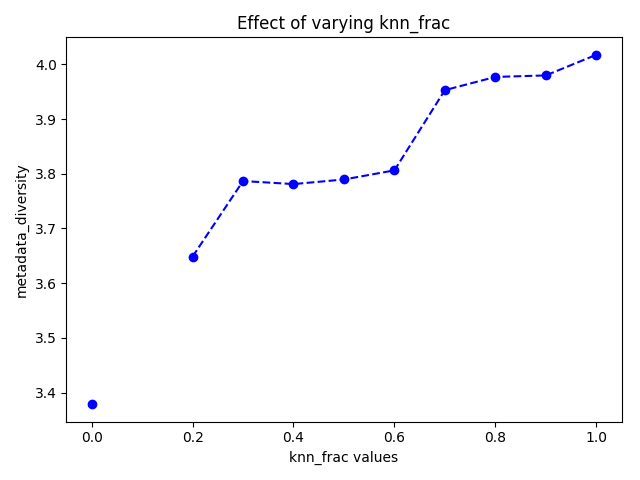 Effect of varying knn_frac
4.0
3.9
3.8
3.7
3.6
3.5
3.4
metadata_diversity
0.0 0.2 0.4 0.6 0.8 1.0
knn_frac values